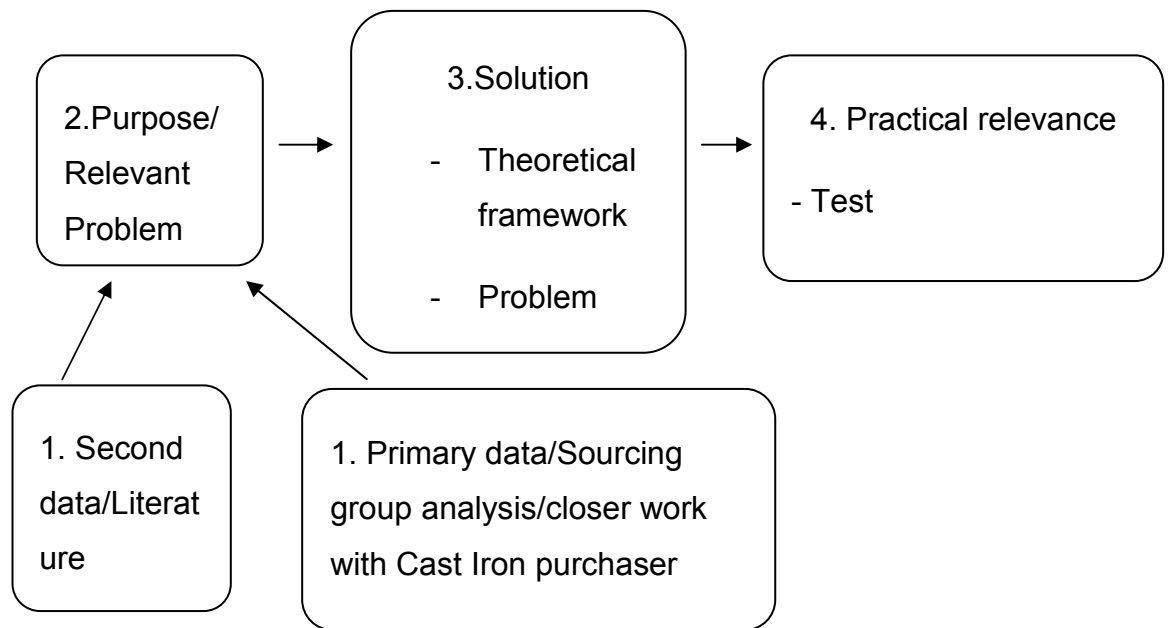 2.Purpose/
Relevant
Problem
3.Solution
- Theoretical
framework
- Problem
4. Practical relevance
- Test
1. Second
data/Literat
ure
1. Primary data/Sourcing
group analysis/closer work
with Cast Iron purchaser